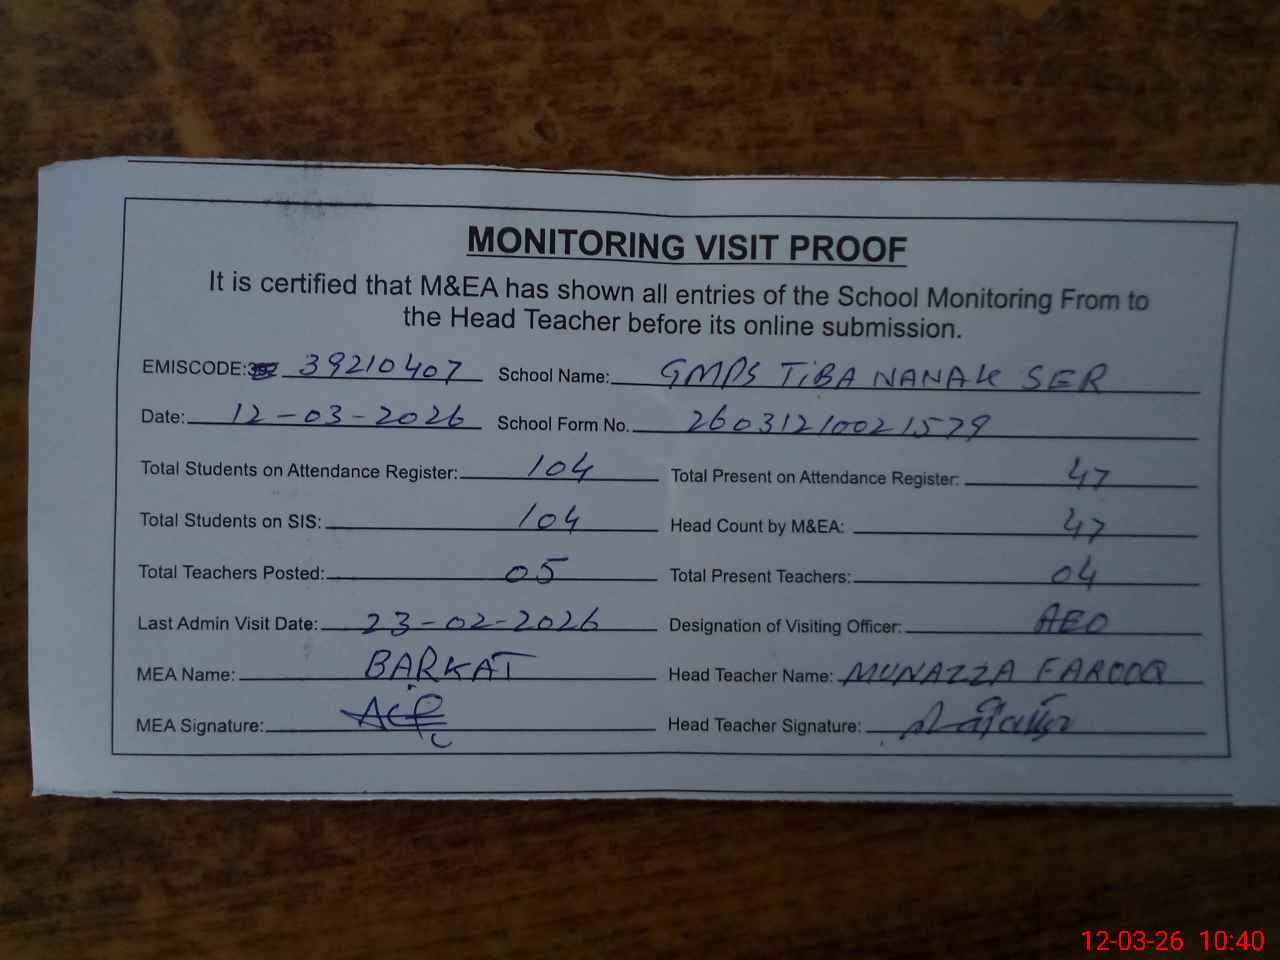 MONITORING VISIT PROOF
It is certified that M&EA has shown all entries of the School Monitoring From to
the Head Teacher before its online submission.
EMISCODE: 39210407 School Name: GMPS TIBA NANAK SER
Date: 12-03-2026 School Form No. 26031210021579
Total Students on Attendance Register: 104 Total Present on Attendance Register: 47
Total Students on SIS: 104 Head Count by M&EA: 47
Total Teachers Posted: 05 Total Present Teachers: 04
Last Admin Visit Date: 23-02-2026 Designation of Visiting Officer: AEO
MEA Name: BARKAT Head Teacher Name: MUNAZZA FAROOQ
MEA Signature: Head Teacher Signature:
12-03-26 10:40